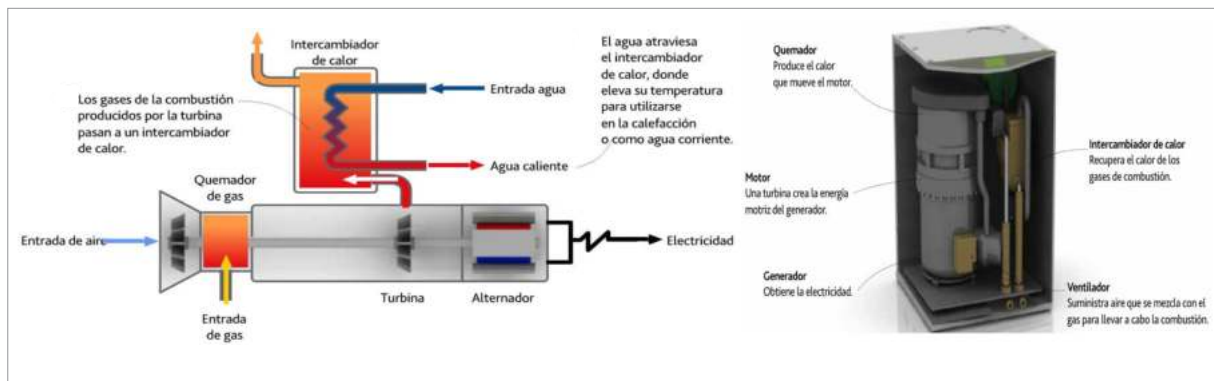 Intercambiador
de calor
Los gases de la combustión
producidos por la turbina
pasan a un intercambiador
de calor.
Entrada agua
Agua caliente
El agua atraviesa
el intercambiador
de calor, donde
eleva su temperatura
para utilizarse
en la calefacción
o como agua corriente.
Quemador
de gas
Entrada de aire
Entrada
de gas
Turbina
Alternador
Electricidad
Quemador
Produce el calor
que mueve el motor.
Motor
Una turbina crea la energía
motriz del generador.
Generador
Obtiene la electricidad.
Intercambiador de calor
Recupera el calor de los
gases de combustión.
Ventilador
Suministra aire que se mezcla con el
gas para llevar a cabo la combustión.